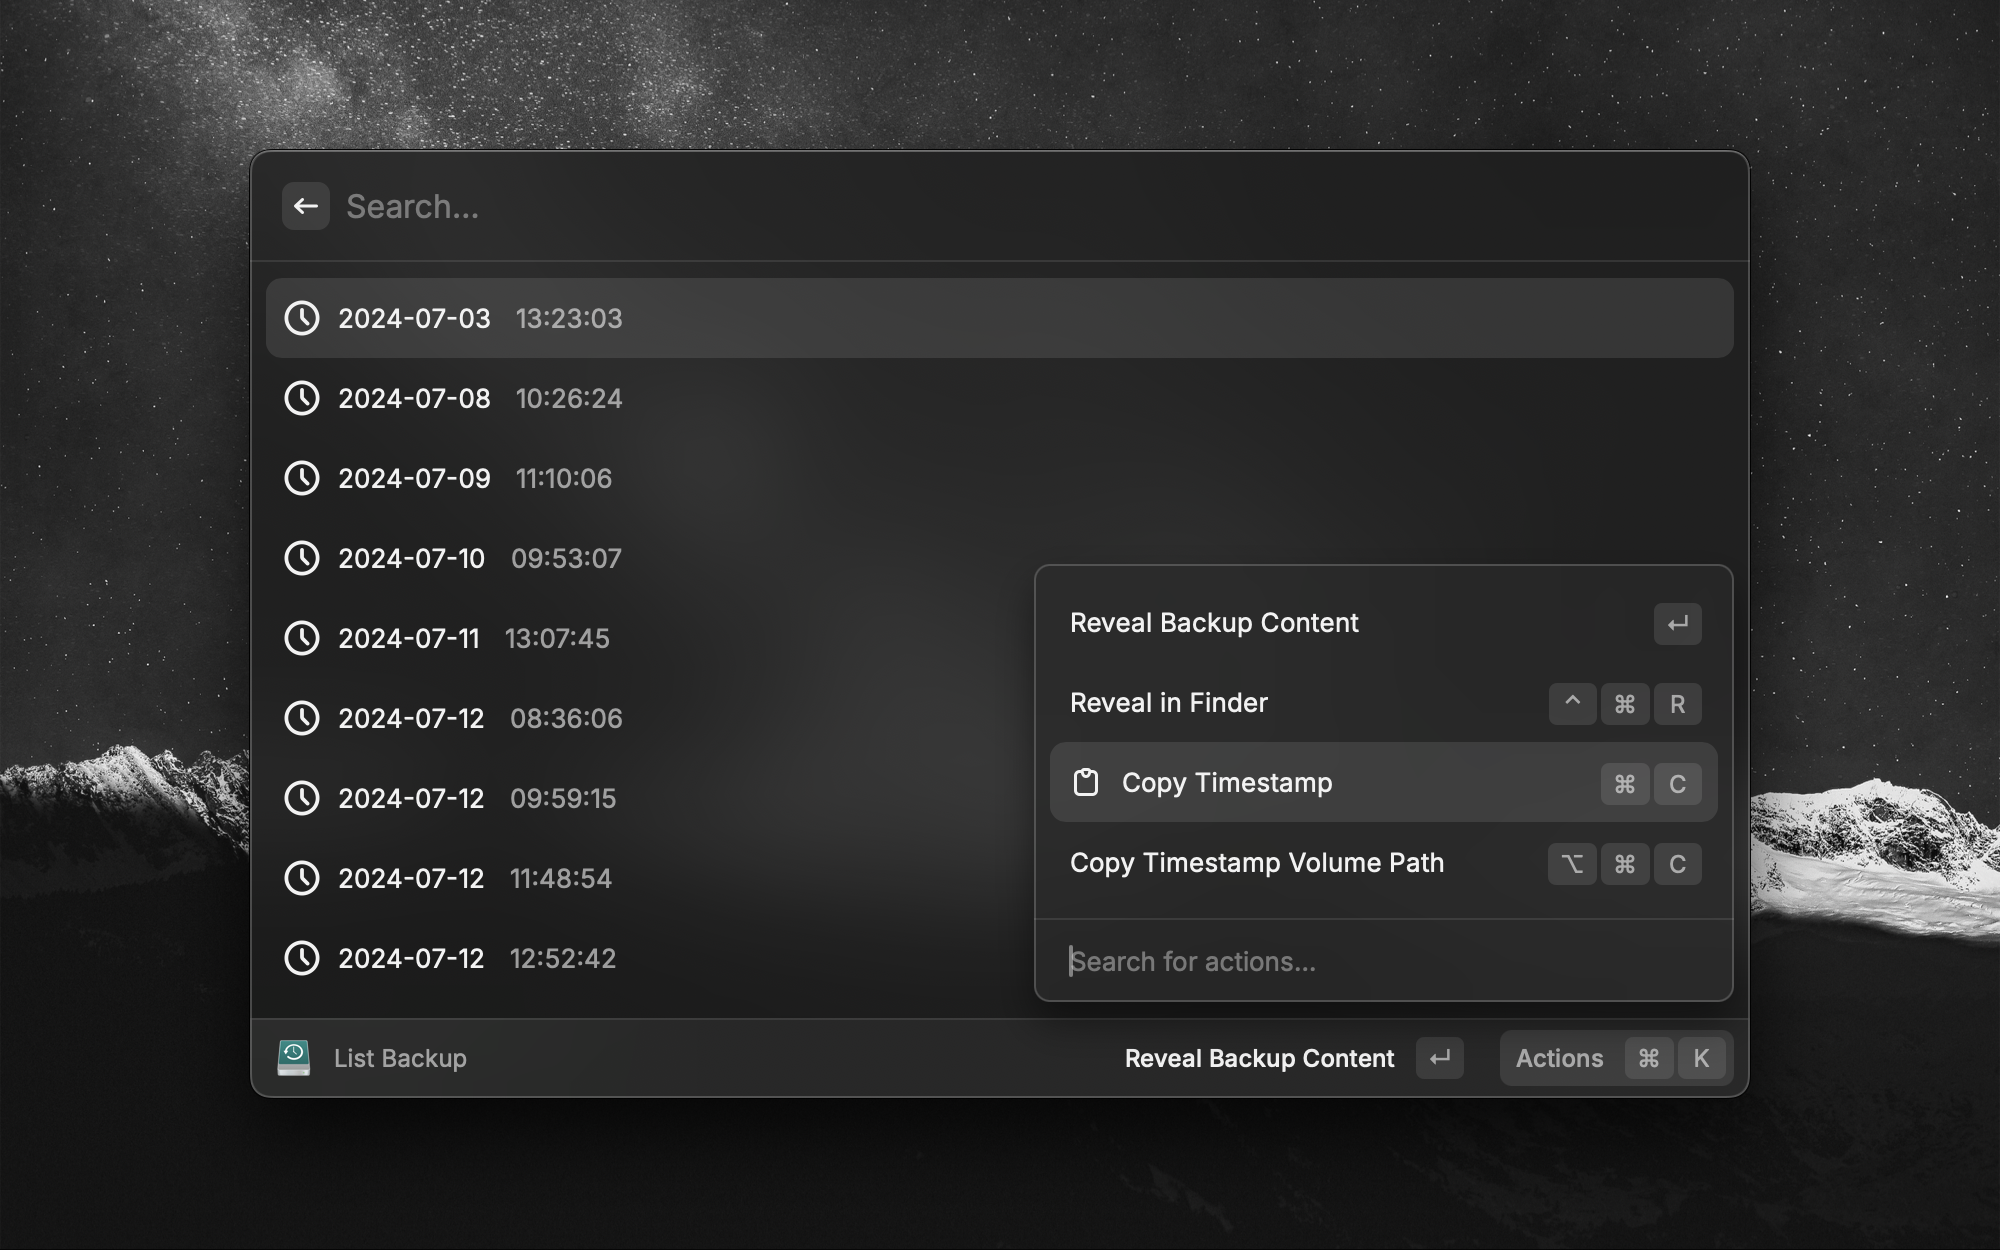 Search...
2024-07-03 13:23:03
2024-07-08 10:26:24
2024-07-09 11:10:06
2024-07-10 09:53:07
2024-07-11 13:07:45
2024-07-12 08:36:06
2024-07-12 09:59:15
2024-07-12 11:48:54
2024-07-12 12:52:42
Reveal Backup Content ↵
Reveal in Finder ^ ⌘ R
Copy Timestamp ⌘ C
Copy Timestamp Volume Path ⌥ ⌘ C
Search for actions...
List Backup
Reveal Backup Content ↵
Actions ⌘ K